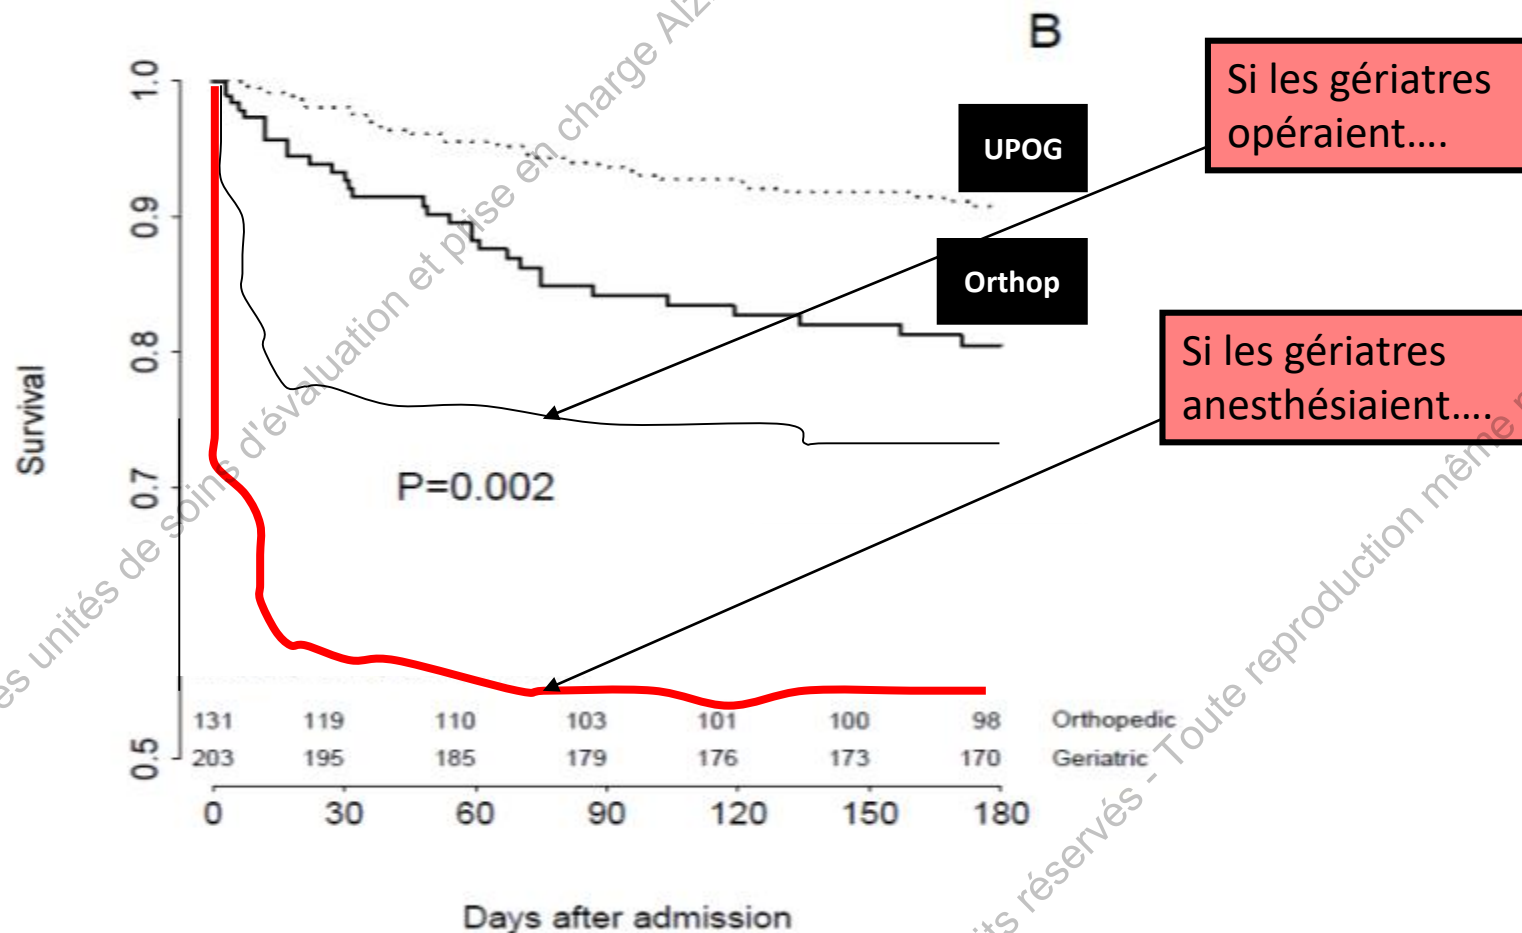 B
Si les gériatres
opéraient....
1.0
0.9
0.8
0.7
0.5
Survival
UPOG
Orthop
Si les gériatres
anesthésiaient....
P=0.002
131 119 110 103 101 100 98 Orthopedic
203 195 185 179 176 173 170 Geriatric
0 30 60 90 120 150 180
Days after admission
es unités de soins d'évaluation et prise en charge Alz
its réservés - Toute reproduction même